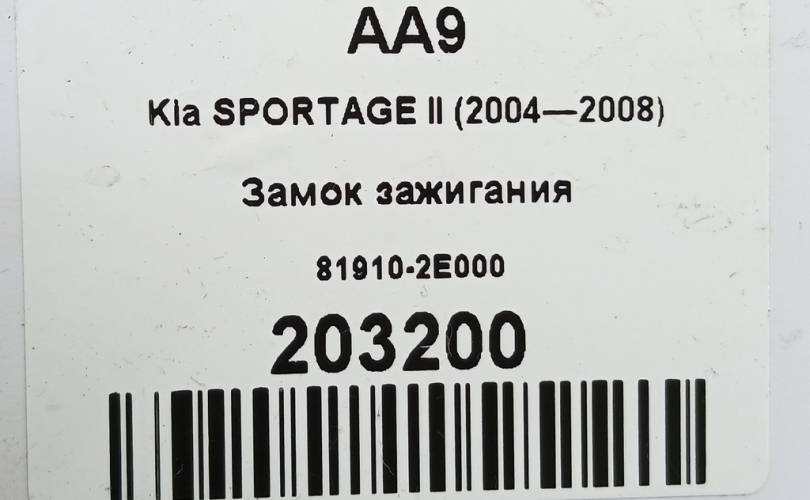 AA9
Kia SPORTAGE II (2004—2008)
Замок зажигания
81910-2E000
203200